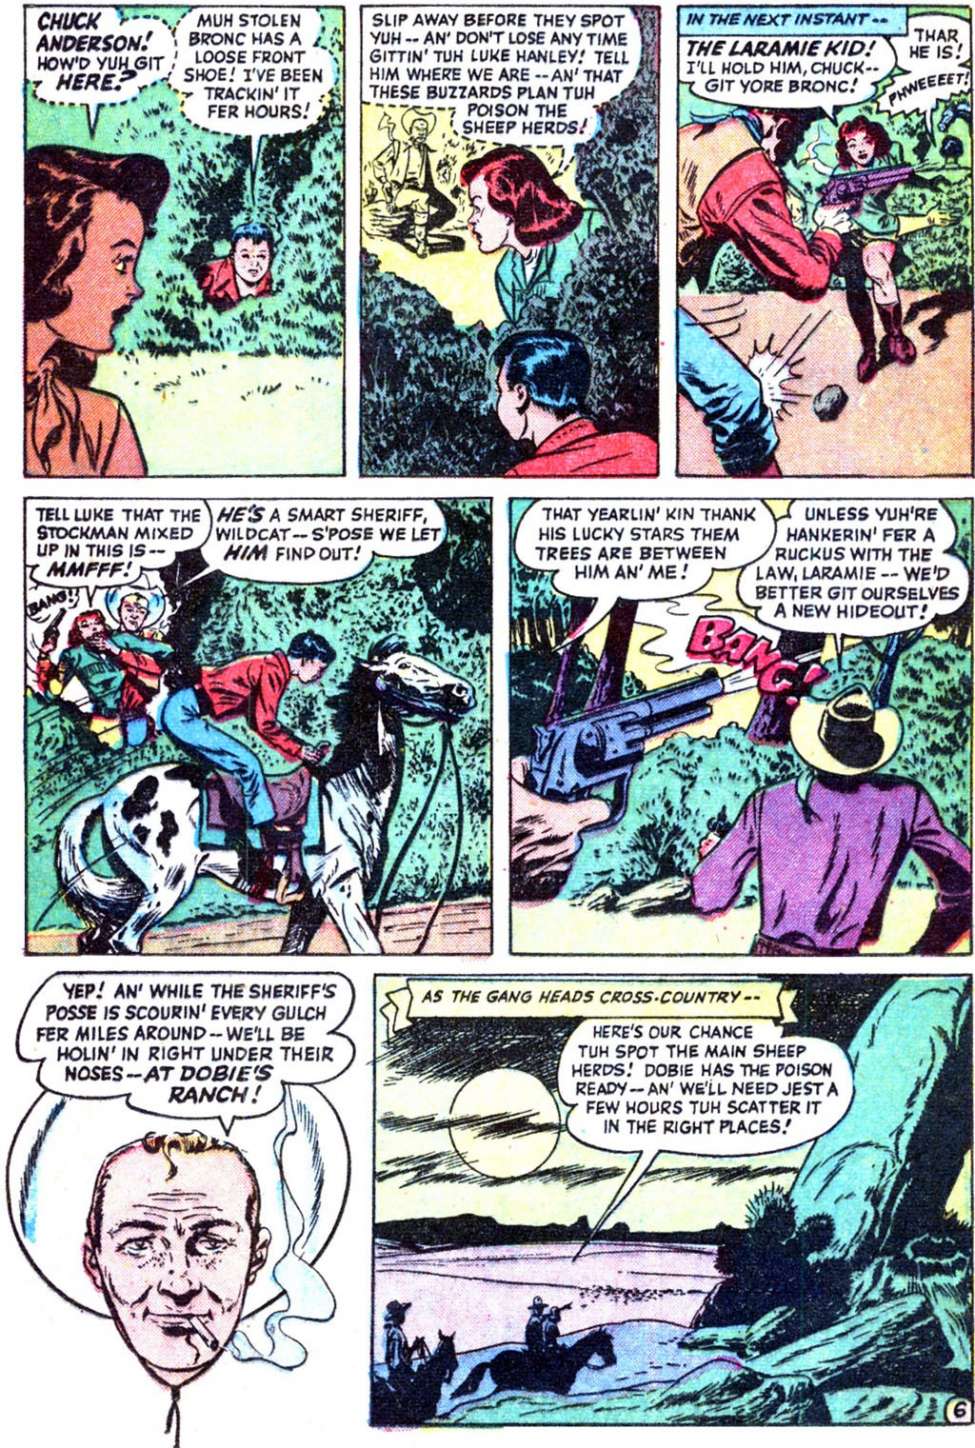 CHUCK
ANDERSON!
HOW'D YUH GIT
HERE?
MUH STOLEN
BRONC HAS A
LOOSE FRONT
SHOE! I'VE BEEN
TRACKIN' IT
FER HOURS!
SLIP AWAY BEFORE THEY SPOT
YUH -- AN' DON'T LOSE ANY TIME
GITTIN' TUH LUKE HANLEY! TELL
HIM WHERE WE ARE -- AN' THAT
THESE BUZZARDS PLAN TUH
POISON THE
SHEEP HERDS!
IN THE NEXT INSTANT --
THE LARAMIE KID!
I'LL HOLD HIM, CHUCK--
GIT YORE BRONC!
THAR
HE IS!
PHWEEEET!
TELL LUKE THAT THE
STOCKMAN MIXED
UP IN THIS IS --
MMFFF!
HE'S A SMART SHERIFF,
WILDCAT -- S'POSE WE LET
HIM FIND OUT!
BANG!
THAT YEARLIN' KIN THANK
HIS LUCKY STARS THEM
TREES ARE BETWEEN
HIM AN' ME!
UNLESS YUH'RE
HANKERIN' FER A
RUCKUS WITH THE
LAW, LARAMIE -- WE'D
BETTER GIT OURSELVES
A NEW HIDEOUT!
BANG!
YEP! AN' WHILE THE SHERIFF'S
POSSE IS SCOURIN' EVERY GULCH
FER MILES AROUND -- WE'LL BE
HOLIN' IN RIGHT UNDER THEIR
NOSES -- AT DOBIE'S
RANCH!
AS THE GANG HEADS CROSS-COUNTRY --
HERE'S OUR CHANCE
TUH SPOT THE MAIN SHEEP
HERDS! DOBIE HAS THE POISON
READY -- AN' WE'LL NEED JEST A
FEW HOURS TUH SCATTER IT
IN THE RIGHT PLACES!
6